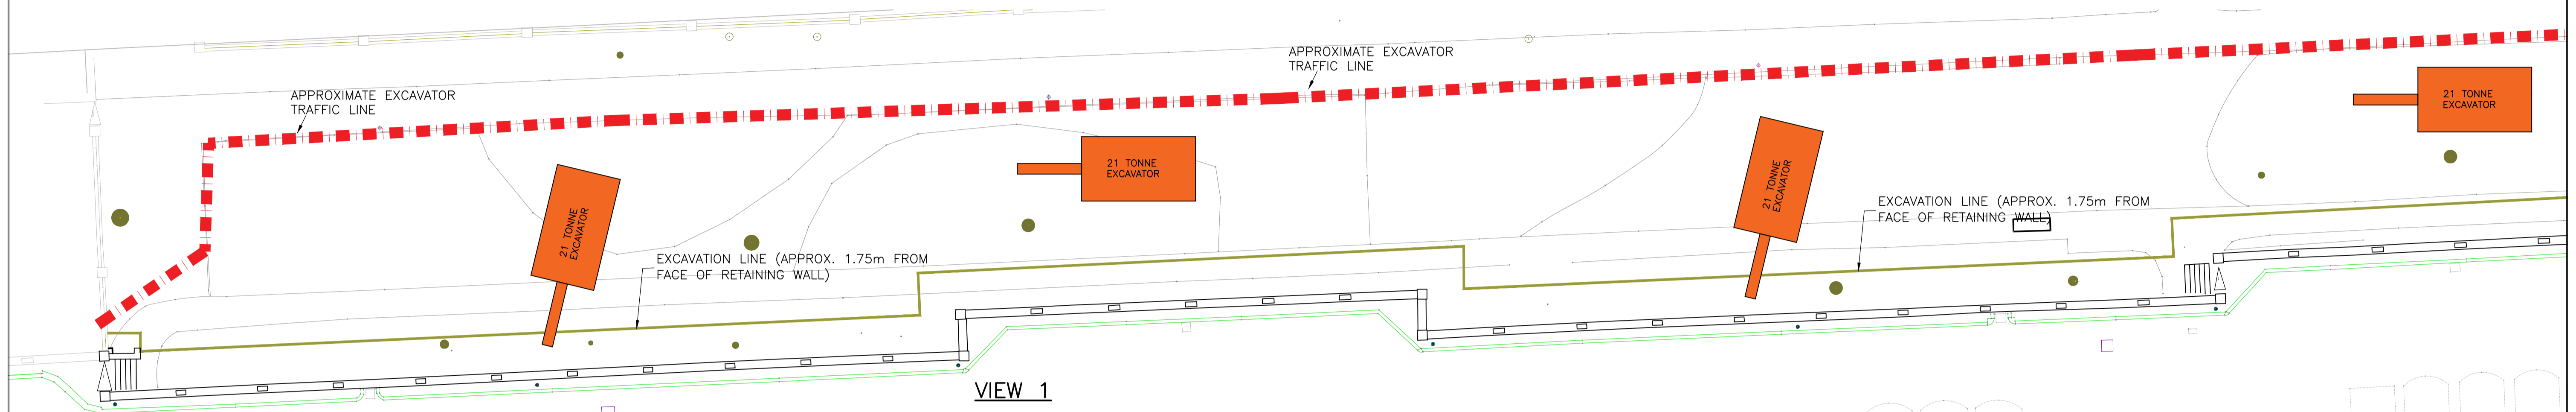 APPROXIMATE EXCAVATOR
TRAFFIC LINE
APPROXIMATE EXCAVATOR
TRAFFIC LINE
21 TONNE
EXCAVATOR
21 TONNE
EXCAVATOR
21 TONNE
EXCAVATOR
21 TONNE
EXCAVATOR
EXCAVATION LINE (APPROX. 1.75m FROM
FACE OF RETAINING WALL)
EXCAVATION LINE (APPROX. 1.75m FROM
FACE OF RETAINING WALL)
VIEW 1